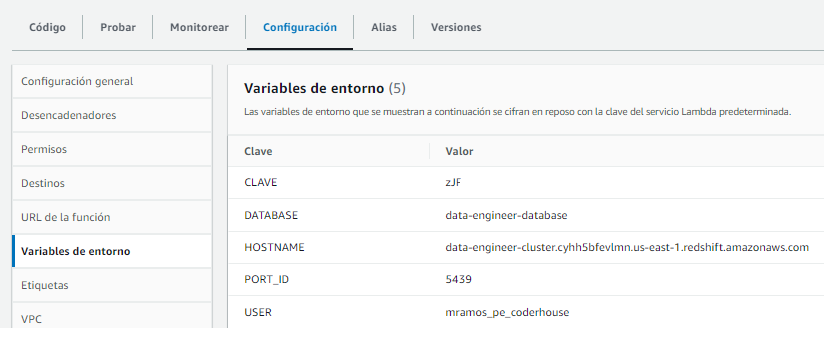 Código Probar Monitorear Configuración Alias Versiones
Configuración general
Desencadenadores
Permisos
Destinos
URL de la función
Variables de entorno
Etiquetas
VPC
Variables de entorno (5)
Las variables de entorno que se muestran a continuación se cifran en reposo con la clave del servicio Lambda predeterminada.
Clave Valor
CLAVE zJF
DATABASE data-engineer-database
HOSTNAME data-engineer-cluster.cyhh5bfevlmn.us-east-1.redshift.amazonaws.com
PORT_ID 5439
USER mramos_pe_coderhouse